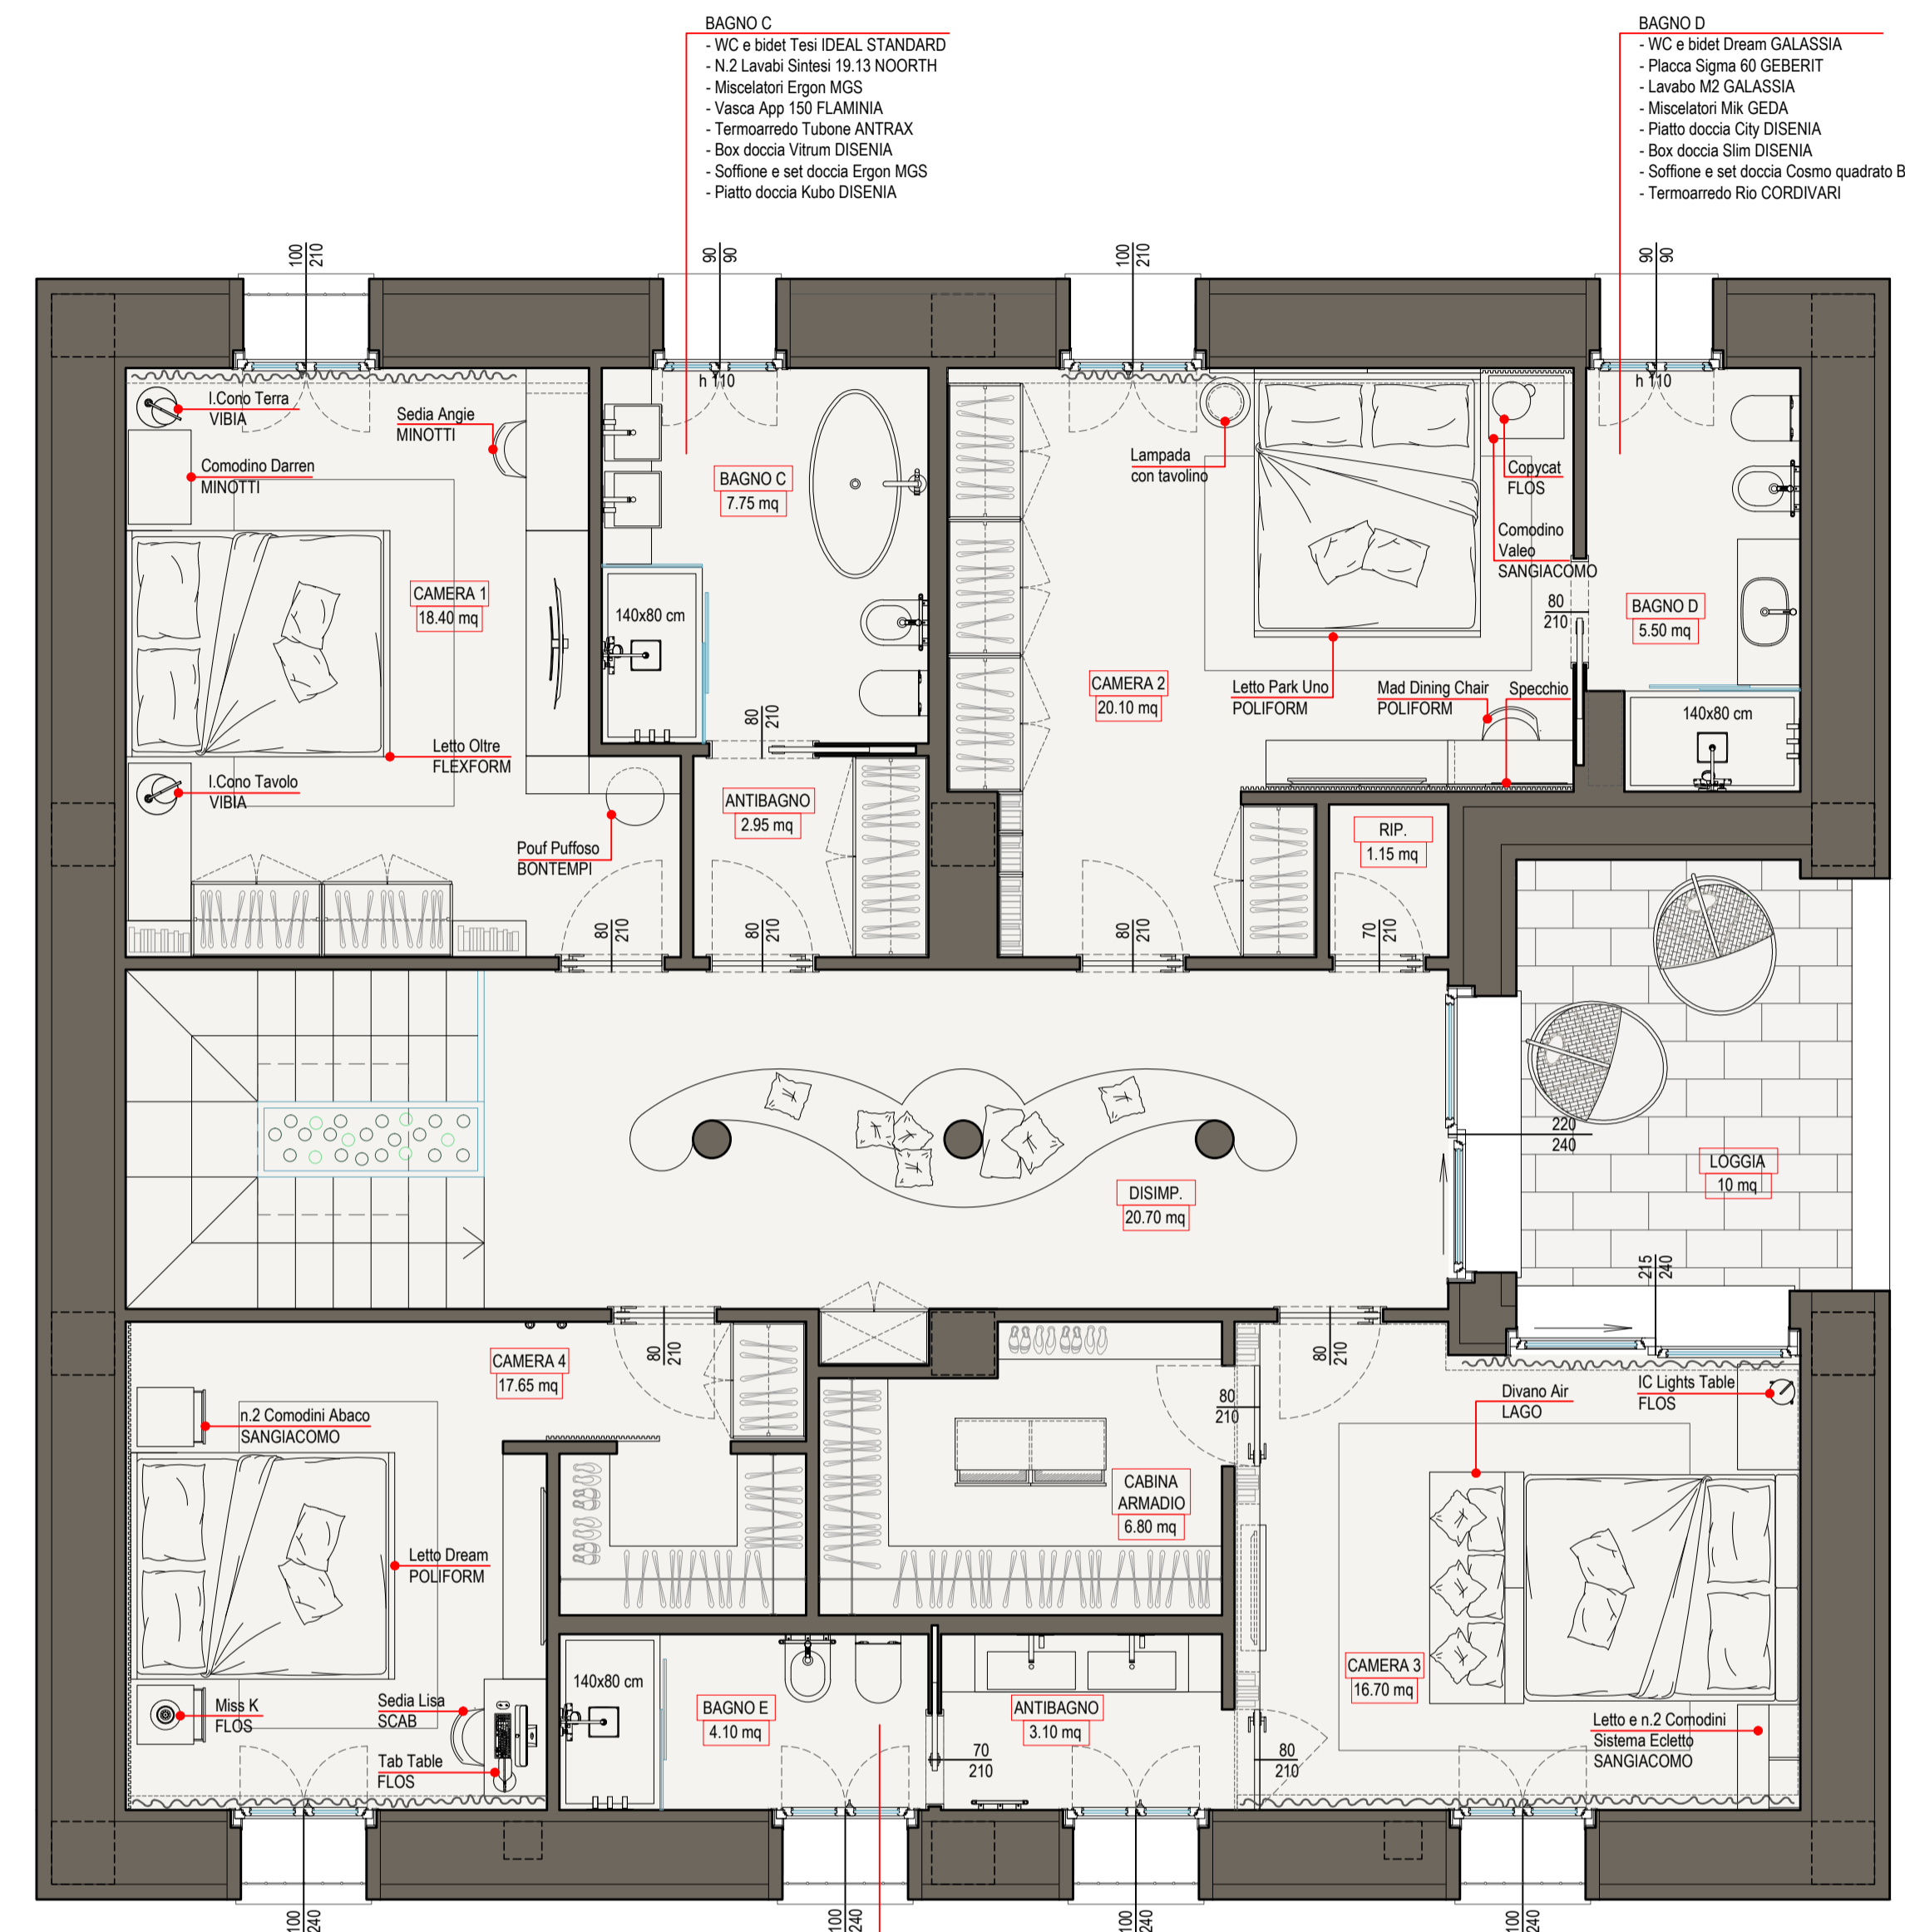 BAGNO C
- WC e bidet Tesi IDEAL STANDARD
- N.2 Lavabi Sintesi 19.13 NOORTH
- Miscelatori Ergon MGS
- Vasca App 150 FLAMINIA
- Termoarredo Tubone ANTRAX
- Box doccia Vitrum DISENIA
- Soffione e set doccia Ergon MGS
- Piatto doccia Kubo DISENIA
BAGNO D
- WC e bidet Dream GALASSIA
- Placca Sigma 60 GEBERIT
- Lavabo M2 GALASSIA
- Miscelatori Mik GEDA
- Piatto doccia City DISENIA
- Box doccia Slim DISENIA
- Soffione e set doccia Cosmo quadrato B
- Termoarredo Rio CORDIVARI
100
210
90
90
100
210
90
90
h 110
h 110
I.Cono Terra
VIBIA
Sedia Angie
MINOTTI
Comodino Darren
MINOTTI
CAMERA 1
18.40 mq
Letto Oltre
FLEXFORM
I.Cono Tavolo
VIBIA
Pouf Puffoso
BONTEMPI
80
210
BAGNO C
7.75 mq
140x80 cm
80
210
ANTIBAGNO
2.95 mq
80
210
Lampada
con tavolino
Copycat
FLOS
Comodino
Valeo
SANGIACOMO
CAMERA 2
20.10 mq
Letto Park Uno
POLIFORM
Mad Dining Chair
POLIFORM
Specchio
80
210
80
210
BAGNO D
5.50 mq
140x80 cm
RIP.
1.15 mq
70
210
DISIMP.
20.70 mq
220
240
LOGGIA
10 mq
215
240
CAMERA 4
17.65 mq
80
210
n.2 Comodini Abaco
SANGIACOMO
Letto Dream
POLIFORM
Miss K
FLOS
Sedia Lisa
SCAB
Tab Table
FLOS
CABINA
ARMADIO
6.80 mq
80
210
80
210
Divano Air
LAGO
IC Lights Table
FLOS
CAMERA 3
16.70 mq
Letto e n.2 Comodini
Sistema Ecletto
SANGIACOMO
140x80 cm
BAGNO E
4.10 mq
70
210
ANTIBAGNO
3.10 mq
80
210
100
240
100
240
100
240
100
240